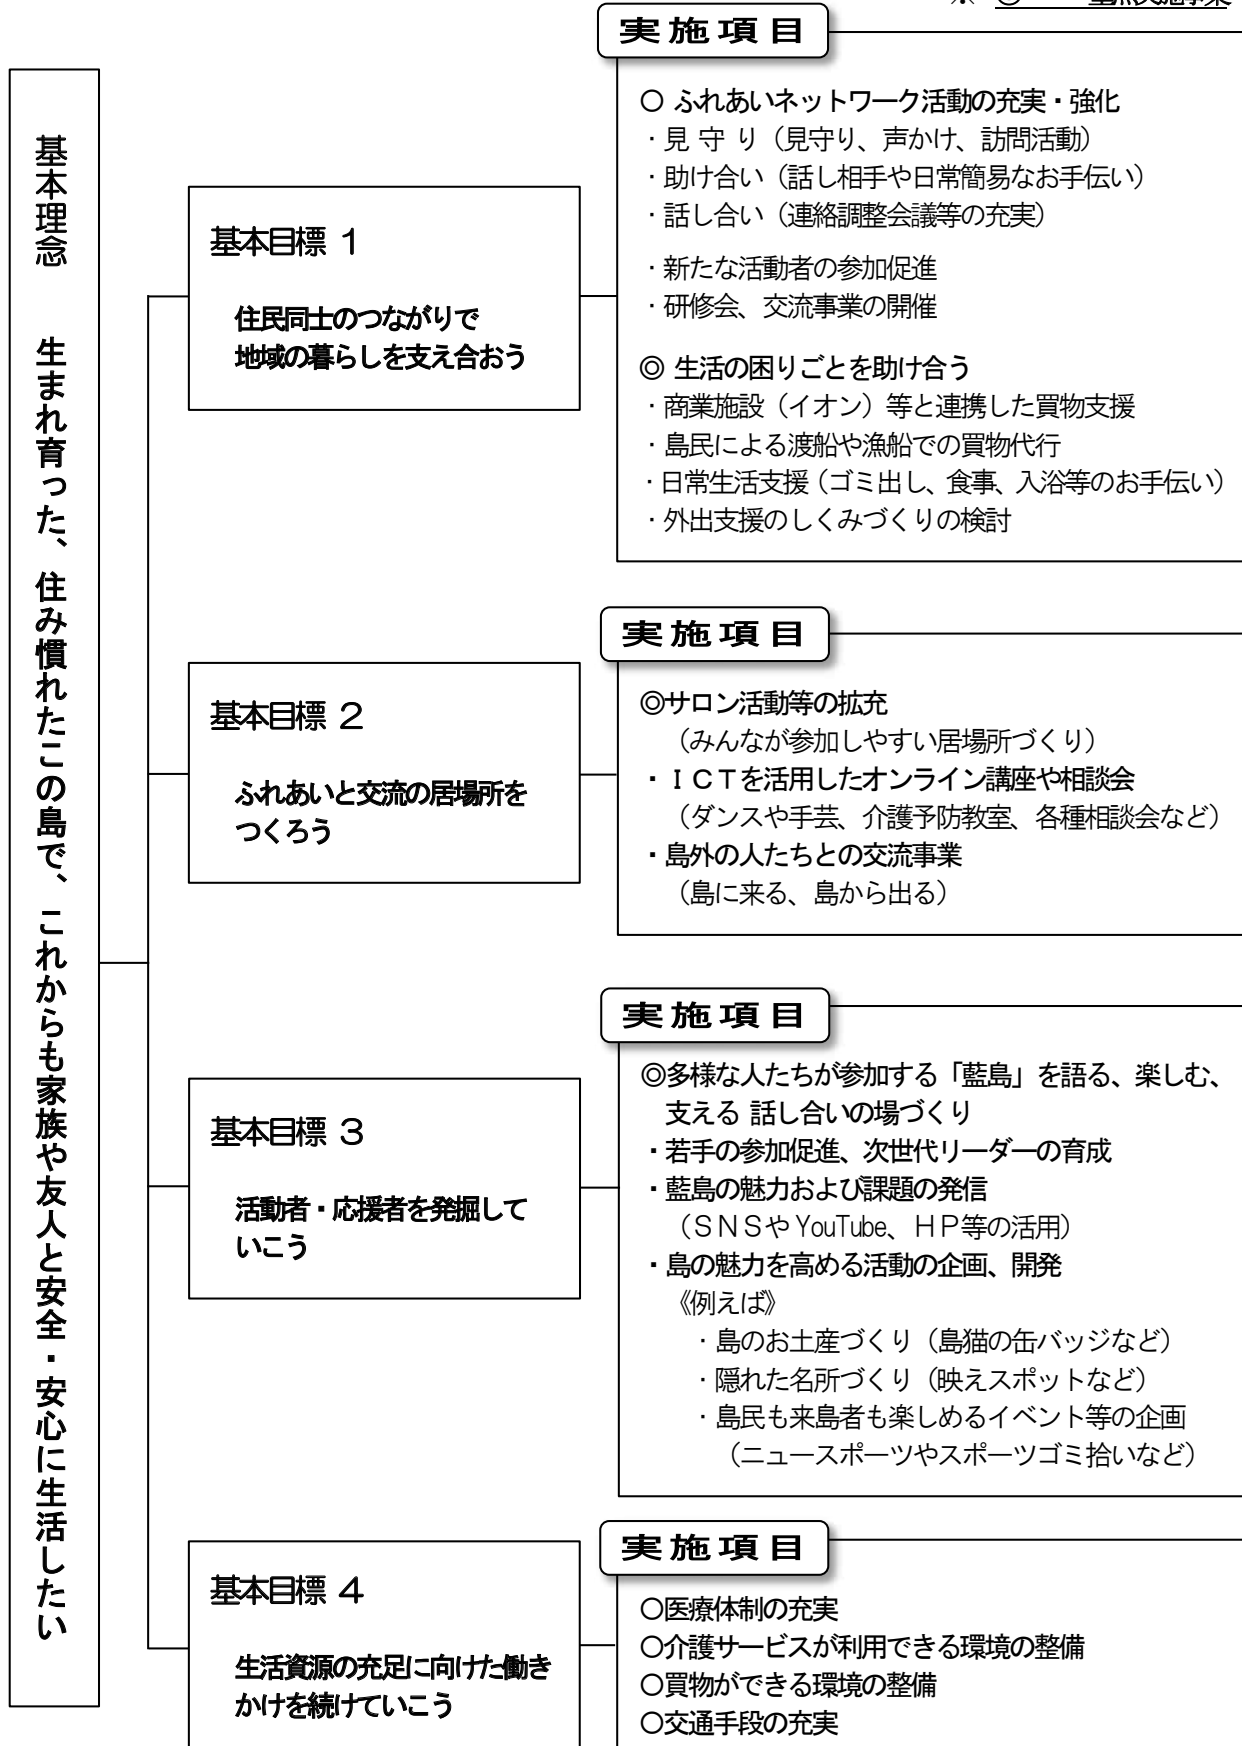 基本理念　生まれ育った、住み慣れたこの島で、これからも家族や友人と安全・安心に生活したい
基本目標 1
住民同士のつながりで
地域の暮らしを支え合おう
実施項目
○ ふれあいネットワーク活動の充実・強化
・見 守 り（見守り、声かけ、訪問活動）
・助け合い（話し相手や日常簡易なお手伝い）
・話し合い（連絡調整会議等の充実）
・新たな活動者の参加促進
・研修会、交流事業の開催
◎ 生活の困りごとを助け合う
・商業施設（イオン）等と連携した買物支援
・島民による渡船や漁船での買物代行
・日常生活支援（ゴミ出し、食事、入浴等のお手伝い）
・外出支援のしくみづくりの検討
基本目標 2
ふれあいと交流の居場所を
つくろう
実施項目
◎サロン活動等の拡充
（みんなが参加しやすい居場所づくり）
・ＩＣＴを活用したオンライン講座や相談会
（ダンスや手芸、介護予防教室、各種相談会など）
・島外の人たちとの交流事業
（島に来る、島から出る）
基本目標 3
活動者・応援者を発掘して
いこう
実施項目
◎多様な人たちが参加する「藍島」を語る、楽しむ、
支える 話し合いの場づくり
・若手の参加促進、次世代リーダーの育成
・藍島の魅力および課題の発信
（ＳＮＳや YouTube、ＨＰ等の活用）
・島の魅力を高める活動の企画、開発
《例えば》
・島のお土産づくり（島猫の缶バッジなど）
・隠れた名所づくり（映えスポットなど）
・島民も来島者も楽しめるイベント等の企画
（ニュースポーツやスポーツゴミ拾いなど）
基本目標 4
生活資源の充足に向けた働き
かけを続けていこう
実施項目
○医療体制の充実
○介護サービスが利用できる環境の整備
○買物ができる環境の整備
○交通手段の充実